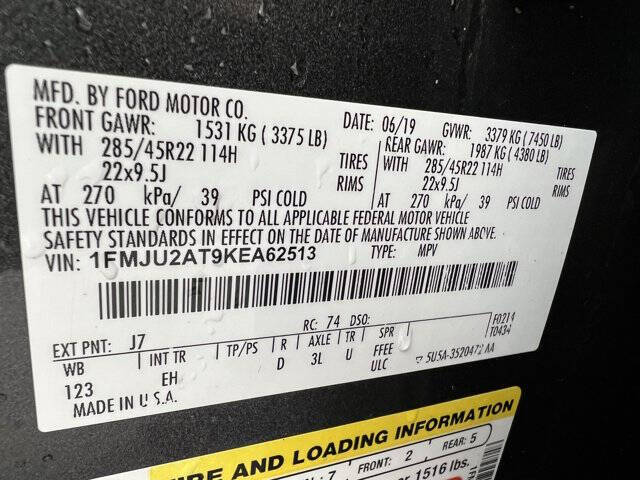 MFD. BY FORD MOTOR CO.
DATE: 06/19 GVWR: 3379 KG (7450 LB)
FRONT GAWR: 1531 KG (3375 LB) REAR GAWR: 1987 KG (4380 LB)
WITH 285/45R22 114H TIRES WITH 285/45R22 114H TIRES
22x9.5J RIMS 22x9.5J RIMS
AT 270 kPa/ 39 PSI COLD AT 270 kPa/ 39 PSI COLD
THIS VEHICLE CONFORMS TO ALL APPLICABLE FEDERAL MOTOR VEHICLE
SAFETY STANDARDS IN EFFECT ON THE DATE OF MANUFACTURE SHOWN ABOVE.
VIN: 1FMJU2AT9KEA62513 TYPE: MPV
EXT PNT: J7 RC: 74 DSO: F0214
T0434
WB INT TR TP/PS R AXLE TR SPR
123 EH D 3L U FFEE
ULC 5U5A-3520472 AA
MADE IN U.S.A.
AND LOADING INFORMATION
7 FRONT: 2 REAR: 5
1516 lbs.